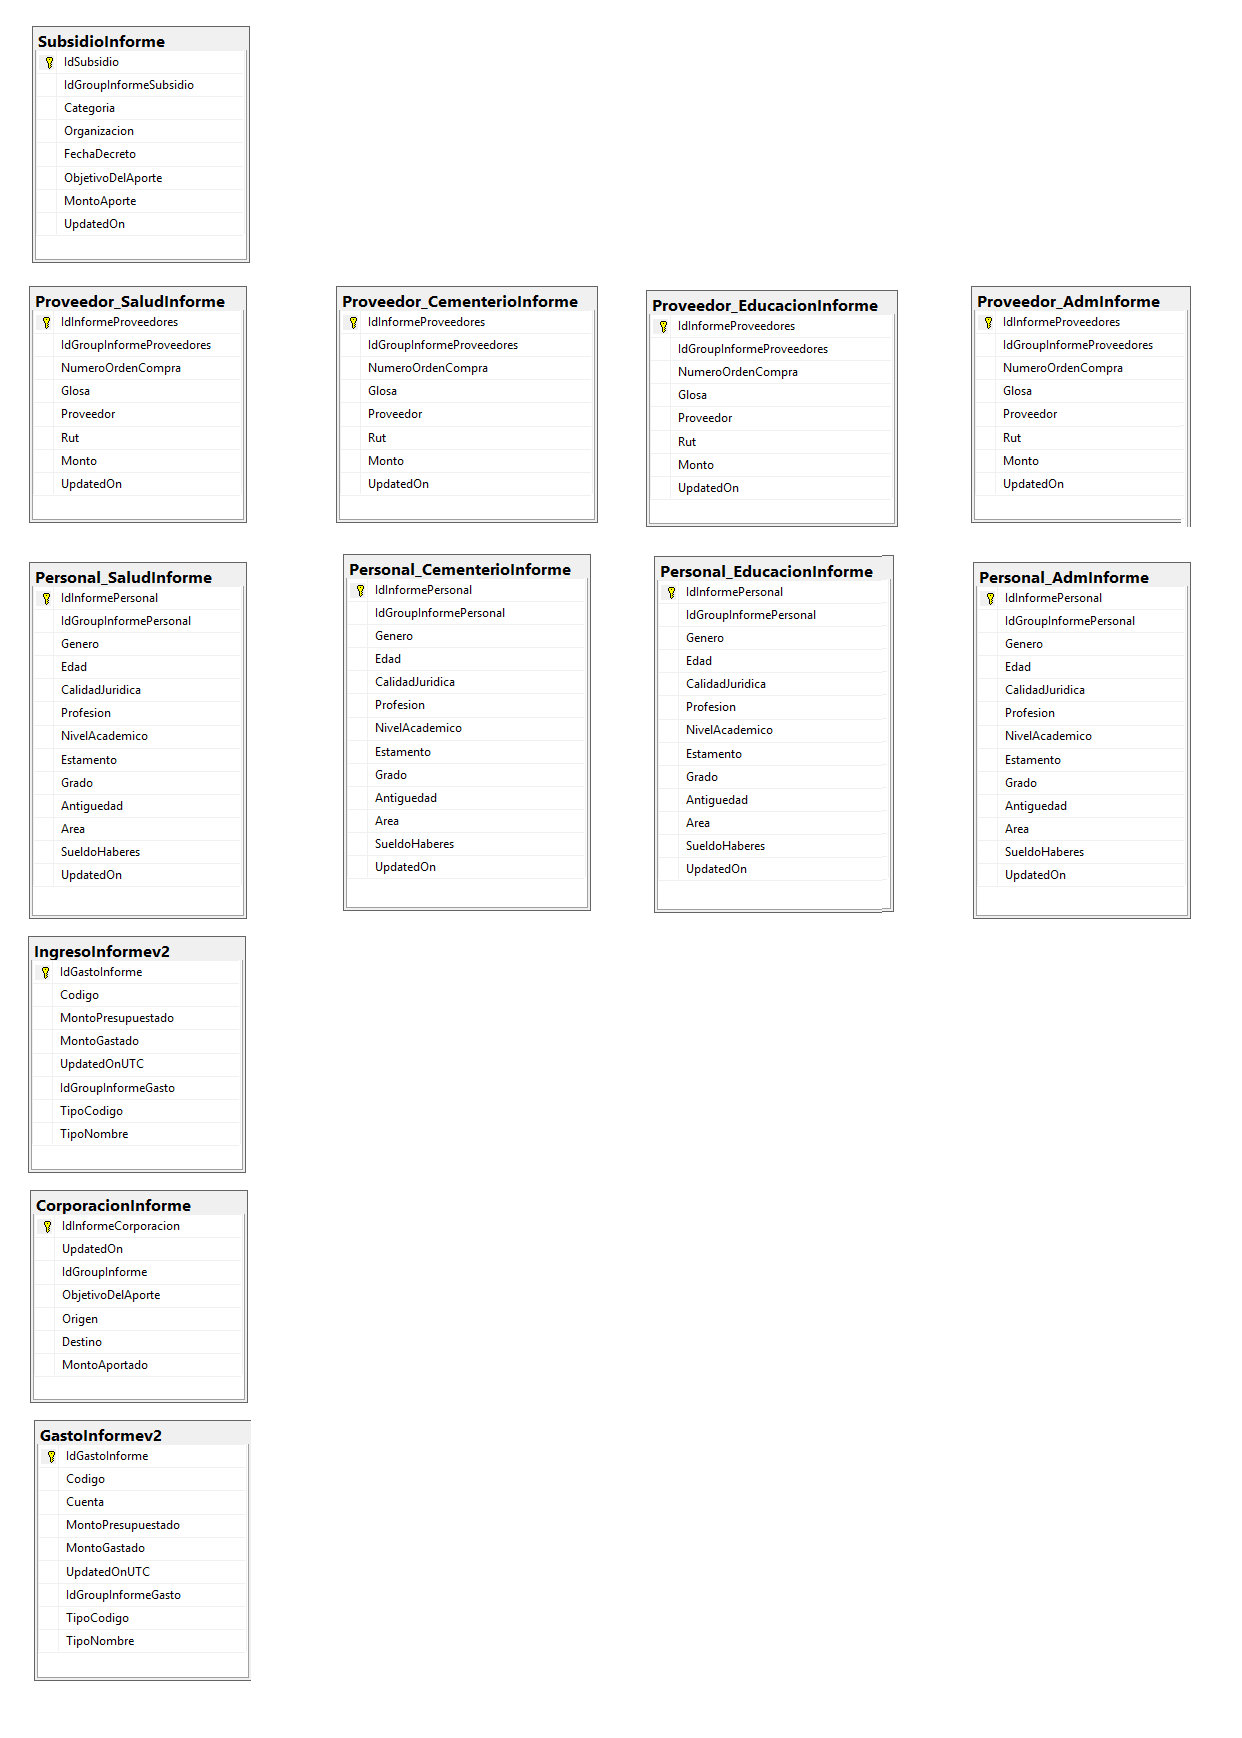 SubsidioInforme
IdSubsidio
IdGroupInformeSubsidio
Categoria
Organizacion
FechaDecreto
ObjetivoDelAporte
MontoAporte
UpdatedOn
Proveedor_SaludInforme
IdInformeProveedores
IdGroupInformeProveedores
NumeroOrdenCompra
Glosa
Proveedor
Rut
Monto
UpdatedOn
Proveedor_CementerioInforme
IdInformeProveedores
IdGroupInformeProveedores
NumeroOrdenCompra
Glosa
Proveedor
Rut
Monto
UpdatedOn
Proveedor_EducacionInforme
IdInformeProveedores
IdGroupInformeProveedores
NumeroOrdenCompra
Glosa
Proveedor
Rut
Monto
UpdatedOn
Proveedor_AdmInforme
IdInformeProveedores
IdGroupInformeProveedores
NumeroOrdenCompra
Glosa
Proveedor
Rut
Monto
UpdatedOn
Personal_SaludInforme
IdInformePersonal
IdGroupInformePersonal
Genero
Edad
CalidadJuridica
Profesion
NivelAcademico
Estamento
Grado
Antiguedad
Area
SueldoHaberes
UpdatedOn
Personal_CementerioInforme
IdInformePersonal
IdGroupInformePersonal
Genero
Edad
CalidadJuridica
Profesion
NivelAcademico
Estamento
Grado
Antiguedad
Area
SueldoHaberes
UpdatedOn
Personal_EducacionInforme
IdInformePersonal
IdGroupInformePersonal
Genero
Edad
CalidadJuridica
Profesion
NivelAcademico
Estamento
Grado
Antiguedad
Area
SueldoHaberes
UpdatedOn
Personal_AdmInforme
IdInformePersonal
IdGroupInformePersonal
Genero
Edad
CalidadJuridica
Profesion
NivelAcademico
Estamento
Grado
Antiguedad
Area
SueldoHaberes
UpdatedOn
IngresoInformev2
IdGastoInforme
Codigo
MontoPresupuestado
MontoGastado
UpdatedOnUTC
IdGroupInformeGasto
TipoCodigo
TipoNombre
CorporacionInforme
IdInformeCorporacion
UpdatedOn
IdGroupInforme
ObjetivoDelAporte
Origen
Destino
MontoAportado
GastoInformev2
IdGastoInforme
Codigo
Cuenta
MontoPresupuestado
MontoGastado
UpdatedOnUTC
IdGroupInformeGasto
TipoCodigo
TipoNombre